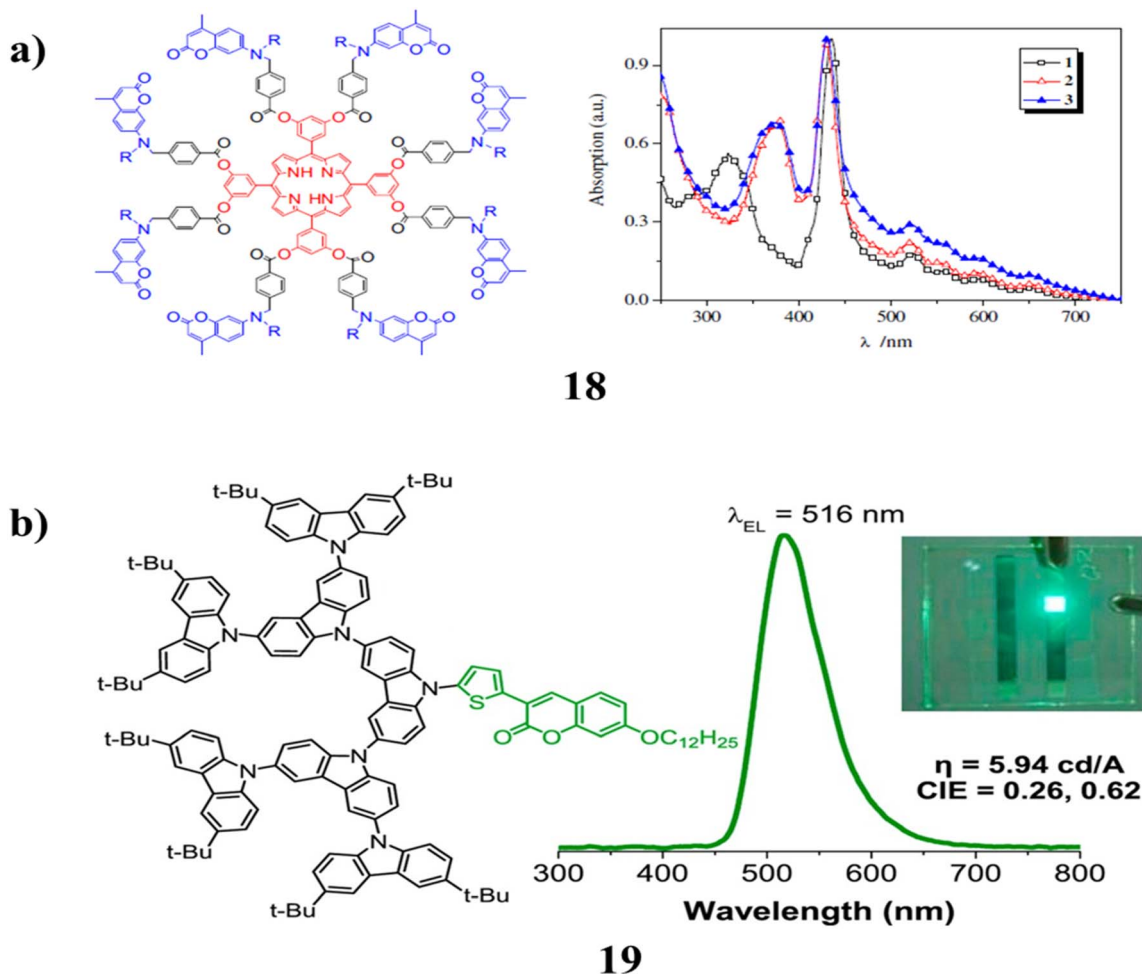 a)
R
R
R
R
R
R
R
R
N
N
N
N
N
N
N
N
O
O
O
O
O
O
O
O
NH
N
N
HN
1
2
3
Absorption (a.u.)
0.9
0.6
0.3
0.0
300
400
500
600
700
λ /nm
18
b)
t-Bu
t-Bu
t-Bu
t-Bu
t-Bu
t-Bu
t-Bu
t-Bu
N
N
N
N
N
N
N
S
O
O
OC12H25
λEL = 516 nm
η = 5.94 cd/A
CIE = 0.26, 0.62
300
400
500
600
700
800
Wavelength (nm)
19